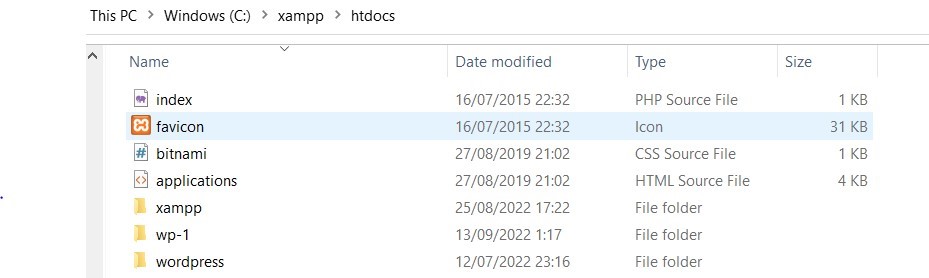 This PC > Windows (C:) > xampp > htdocs
Name Date modified Type Size
index 16/07/2015 22:32 PHP Source File 1 KB
favicon 16/07/2015 22:32 Icon 31 KB
bitnami 27/08/2019 21:02 CSS Source File 1 KB
applications 27/08/2019 21:02 HTML Source File 4 KB
xampp 25/08/2022 17:22 File folder
wp-1 13/09/2022 1:17 File folder
wordpress 12/07/2022 23:16 File folder